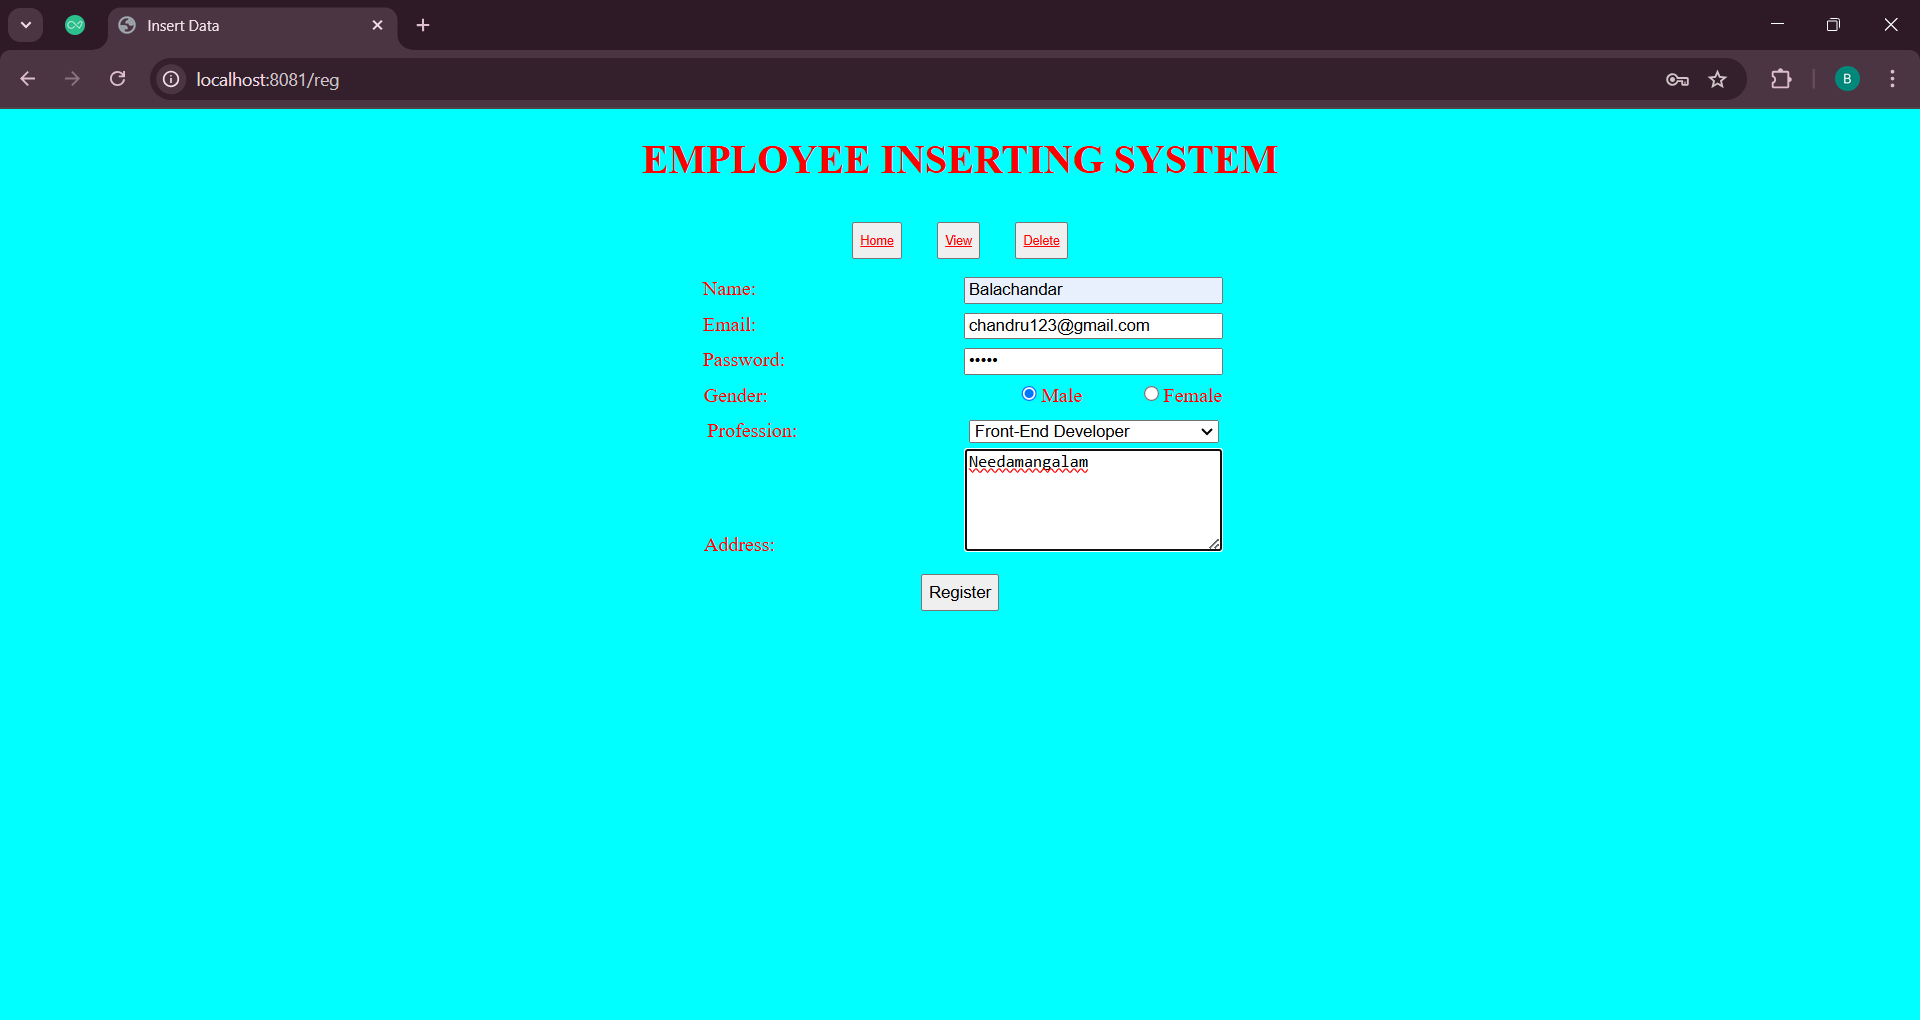 Insert Data
localhost:8081/reg
B
EMPLOYEE INSERTING SYSTEM
Home View Delete
Name: Balachandar
Email: chandru123@gmail.com
Password: •••••
Gender: Male Female
Profession: Front-End Developer
Needamangalam
Address:
Register